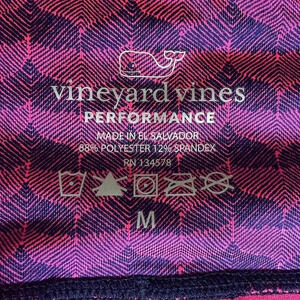 vineyard vines
PERFORMANCE
MADE IN EL SALVADOR
88% POLYESTER 12% SPANDEX
RN 134578
M